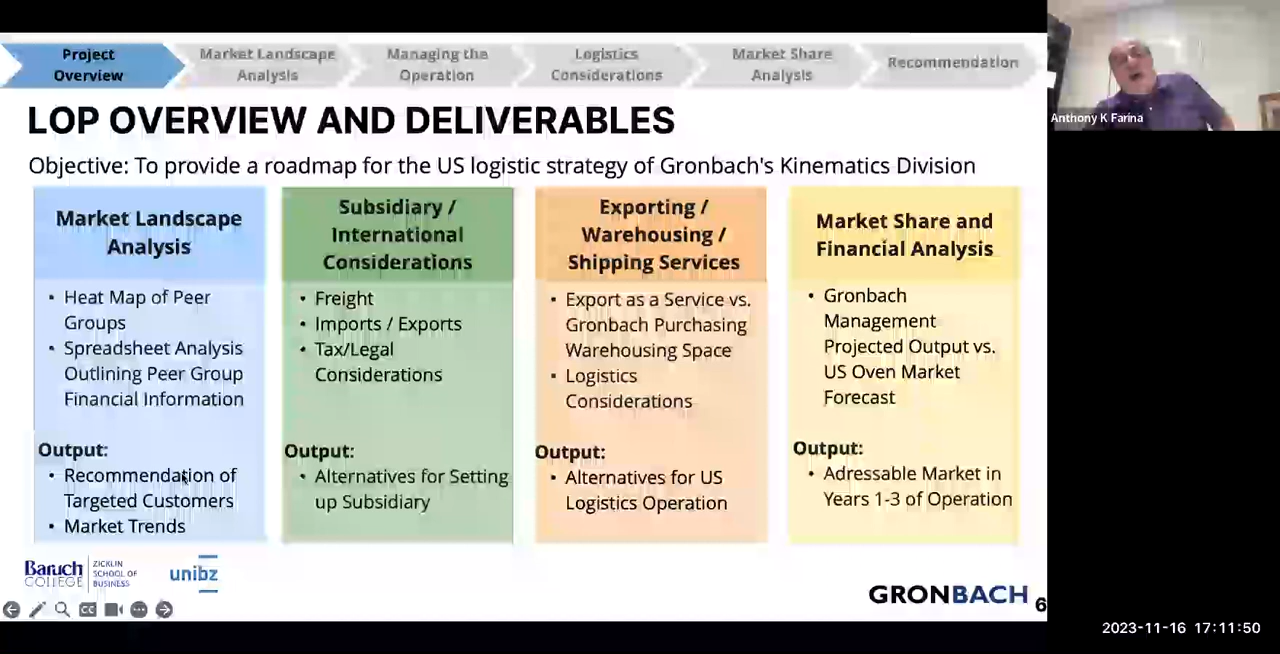 Project
Overview
Market Landscape
Analysis
Managing the
Operation
Logistics
Considerations
Market Share
Analysis
Recommendation
Anthony K Farina
LOP OVERVIEW AND DELIVERABLES
Objective: To provide a roadmap for the US logistic strategy of Gronbach's Kinematics Division
Market Landscape
Analysis
• Heat Map of Peer
Groups
• Spreadsheet Analysis
Outlining Peer Group
Financial Information
Output:
• Recommendation of
Targeted Customers
• Market Trends
Subsidiary /
International
Considerations
• Freight
• Imports / Exports
• Tax/Legal
Considerations
Output:
• Alternatives for Setting
up Subsidiary
Exporting /
Warehousing /
Shipping Services
• Export as a Service vs.
Gronbach Purchasing
Warehousing Space
• Logistics
Considerations
Output:
• Alternatives for US
Logistics Operation
Market Share and
Financial Analysis
• Gronbach
Management
Projected Output vs.
US Oven Market
Forecast
Output:
• Adressable Market in
Years 1-3 of Operation
Baruch
COLLEGE
ZICKLIN
SCHOOL OF
BUSINESS
unibz
GRONBACH
6
CC
2023-11-16 17:11:50